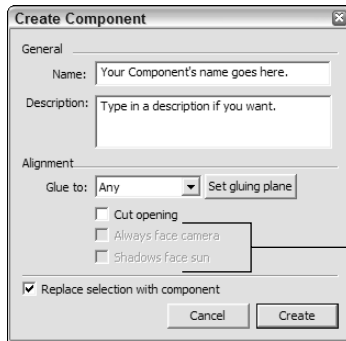 Create Component
General
Name: Your Component's name goes here.
Description: Type in a description if you want.
Alignment
Glue to: Any Set gluing plane
Cut opening
Always face camera
Shadows face sun
Replace selection with component
Cancel Create